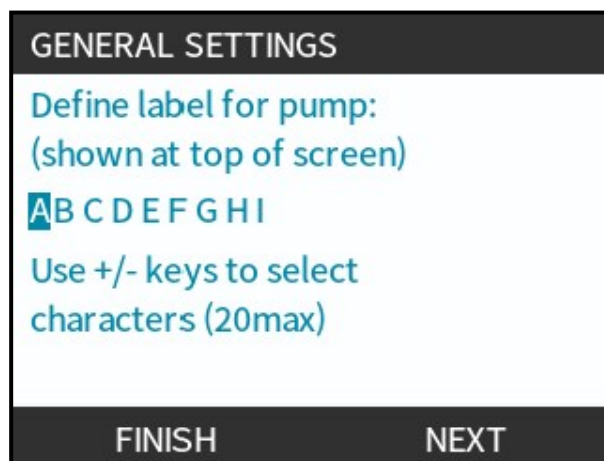 GENERAL SETTINGS
Define label for pump:
(shown at top of screen)
A B C D E F G H I
Use +/- keys to select
characters (20max)
FINISH NEXT